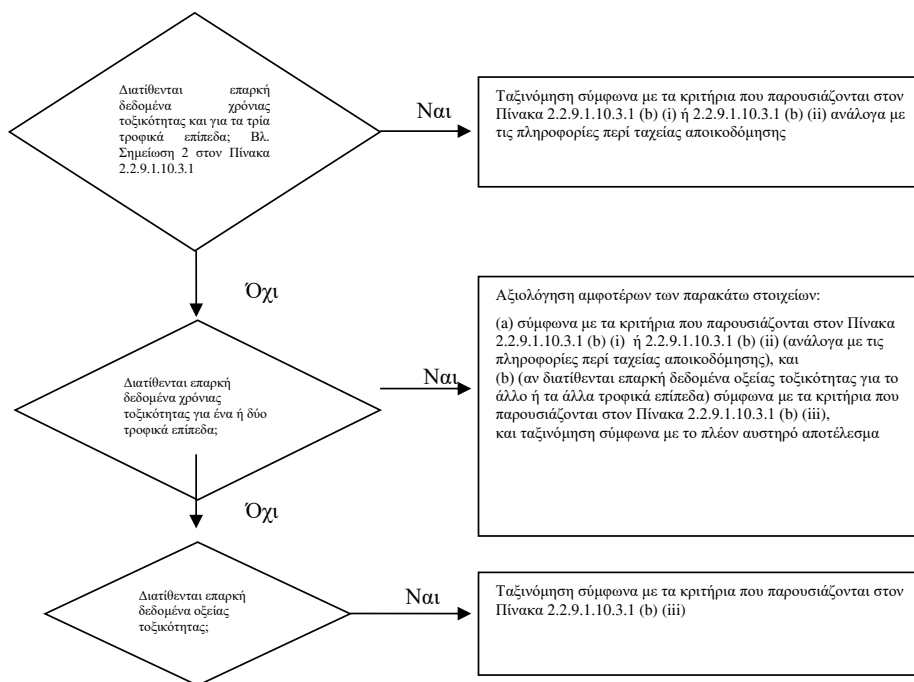 Διατίθενται επαρκή
δεδομένα χρόνιας
τοξικότητας και για τα τρία
τροφικά επίπεδα; Βλ.
Σημείωση 2 στον Πίνακα
2.2.9.1.10.3.1
Ναι
Ταξινόμηση σύμφωνα με τα κριτήρια που παρουσιάζονται στον
Πίνακα 2.2.9.1.10.3.1 (b) (i) ή 2.2.9.1.10.3.1 (b) (ii) ανάλογα με
τις πληροφορίες περί ταχείας αποικοδόμησης
Όχι
Διατίθενται επαρκή
δεδομένα χρόνιας
τοξικότητας για ένα ή δύο
τροφικά επίπεδα;
Ναι
Αξιολόγηση αμφοτέρων των παρακάτω στοιχείων:
(a) σύμφωνα με τα κριτήρια που παρουσιάζονται στον Πίνακα
2.2.9.1.10.3.1 (b) (i) ή 2.2.9.1.10.3.1 (b) (ii) (ανάλογα με τις
πληροφορίες περί ταχείας αποικοδόμησης), και
(b) (αν διατίθενται επαρκή δεδομένα οξείας τοξικότητας για το
άλλο ή τα άλλα τροφικά επίπεδα) σύμφωνα με τα κριτήρια που
παρουσιάζονται στον Πίνακα 2.2.9.1.10.3.1 (b) (iii),
και ταξινόμηση σύμφωνα με το πλέον αυστηρό αποτέλεσμα
Όχι
Διατίθενται επαρκή
δεδομένα οξείας
τοξικότητας;
Ναι
Ταξινόμηση σύμφωνα με τα κριτήρια που παρουσιάζονται στον
Πίνακα 2.2.9.1.10.3.1 (b) (iii)